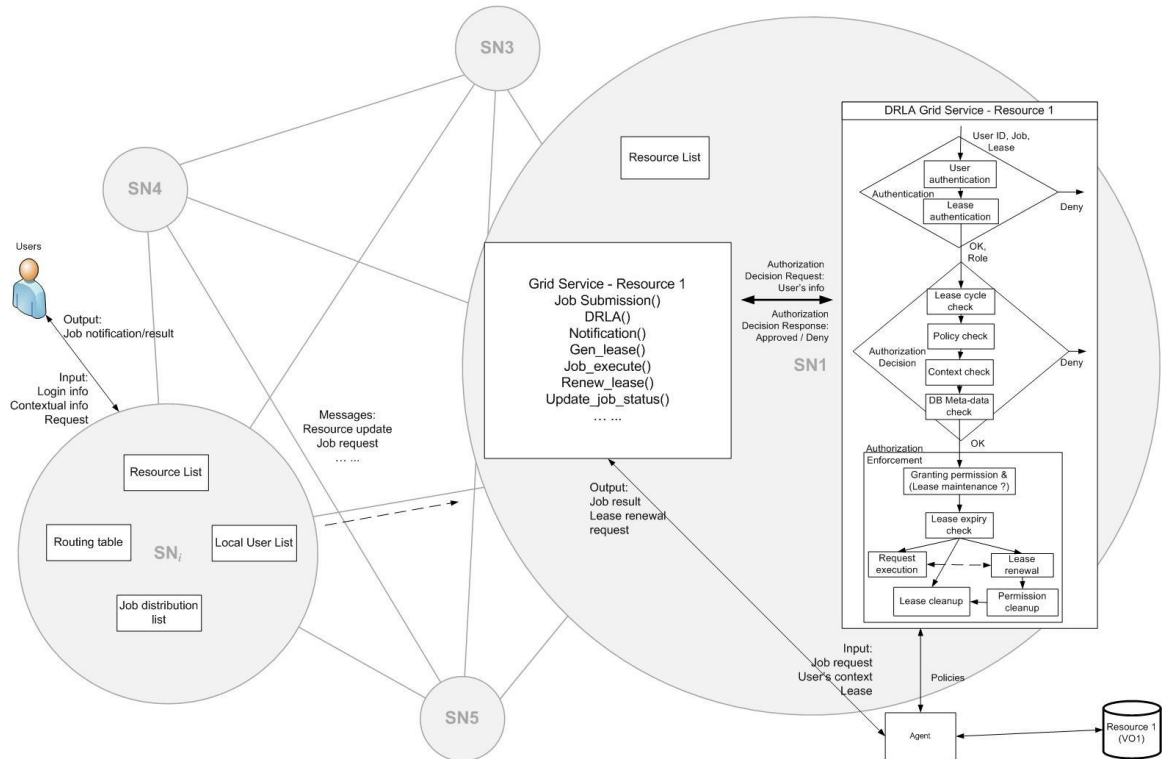 SN3
DRLA Grid Service - Resource 1
User ID, Job,
Lease
User
authentication
Authentication
Lease
authentication
Deny
OK,
Role
Resource List
SN4
Users
Output:
Job notification/result
Input:
Login info
Contextual info
Request
Grid Service - Resource 1
Job Submission()
DRLA()
Notification()
Gen_lease()
Job_execute()
Renew_lease()
Update_job_status()
... ...
Authorization
Decision Request:
User's info
Authorization
Decision Response:
Approved / Deny
SN1
Lease cycle
check
Policy check
Authorization
Decision
Context check
Deny
DB Meta-data
check
OK
Authorization
Enforcement
Granting permission &
(Lease maintenance ?)
Lease expiry
check
Request
execution
Lease
renewal
Lease cleanup
Permission
cleanup
Messages:
Resource update
Job request
... ...
Resource List
Routing table
SNi
Local User List
Job distribution
list
Output:
Job result
Lease renewal
request
SN5
Input:
Job request
User's context
Lease
Policies
Agent
Resource 1
(VO1)